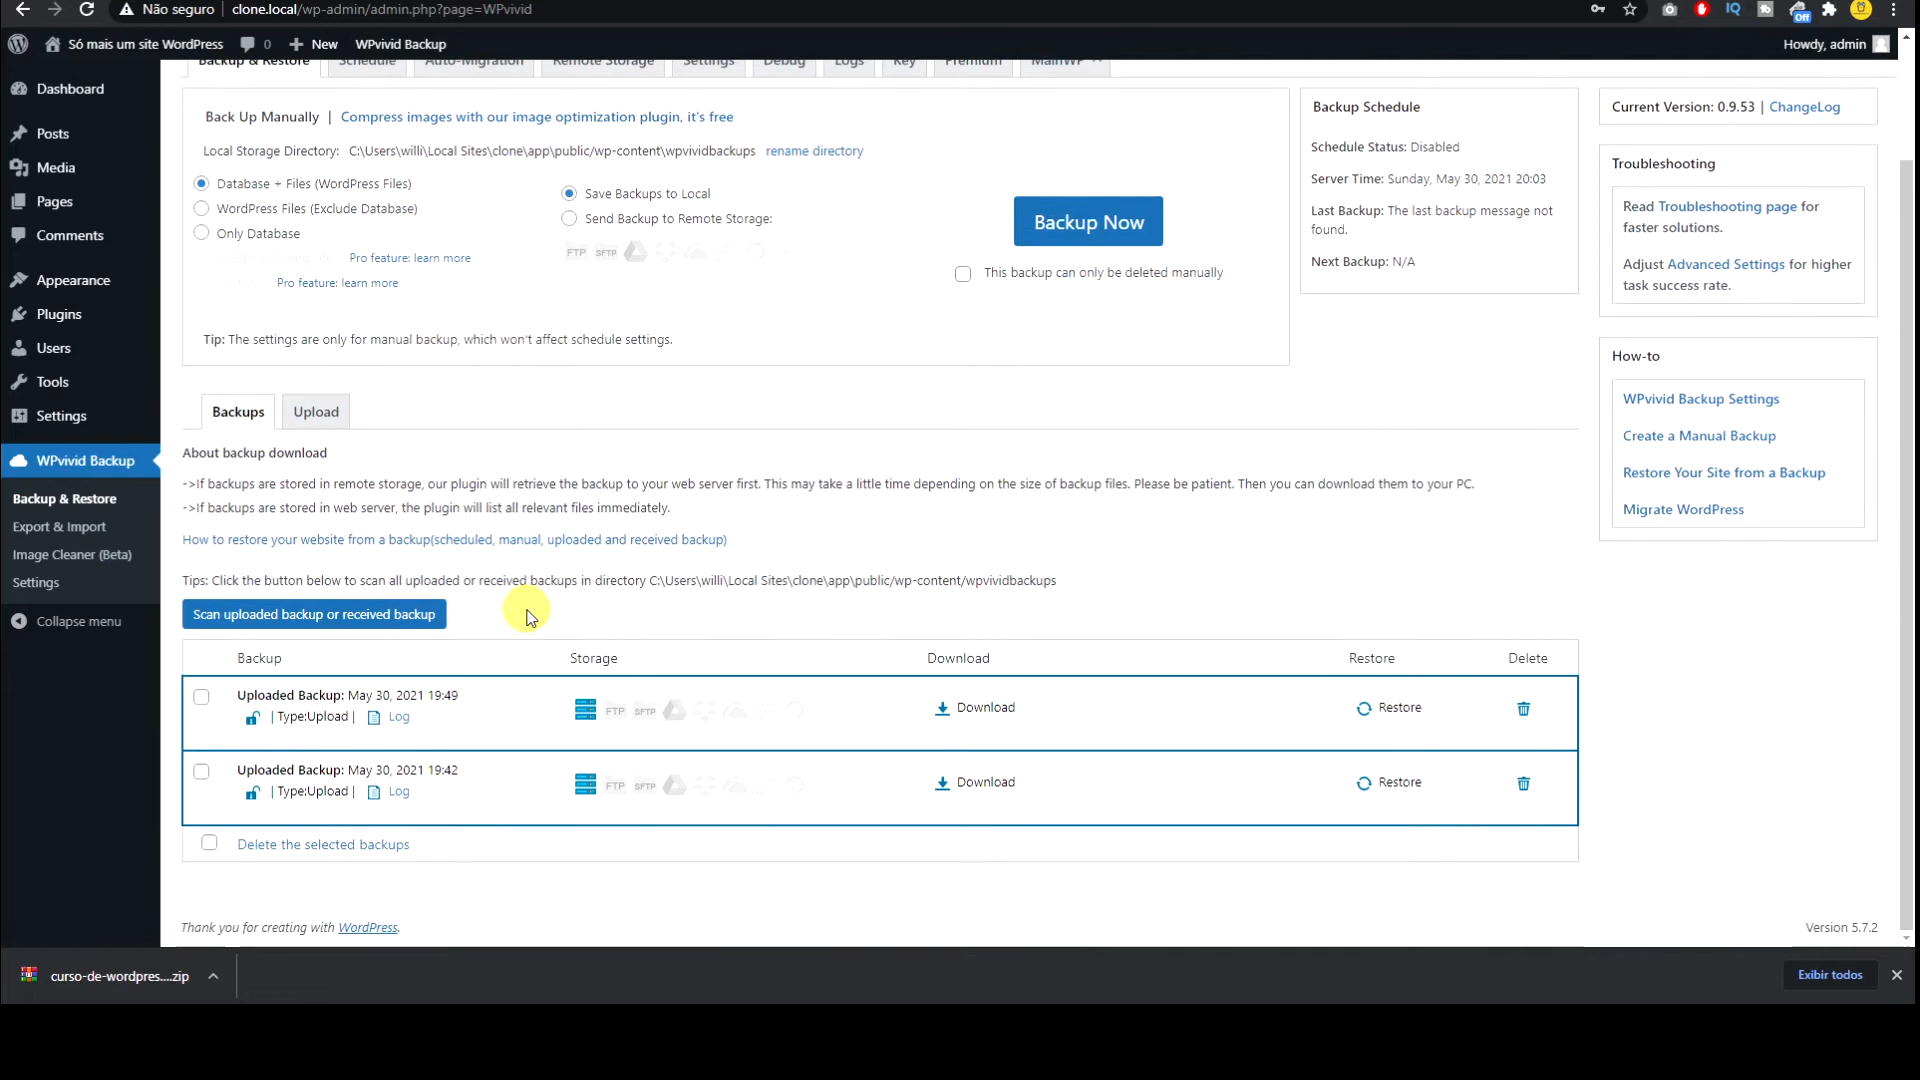 Não seguro | clone.local/wp-admin/admin.php?page=WPvivid
Só mais um site WordPress 0 New WPvivid Backup Howdy, admin
Backup & Restore Schedule Auto-Migration Remote Storage Settings Debug Logs Key Premium MainWP
Dashboard
Posts
Media
Pages
Comments
Appearance
Plugins
Users
Tools
Settings
WPvivid Backup
Backup & Restore
Export & Import
Image Cleaner (Beta)
Settings
Collapse menu
Back Up Manually | Compress images with our image optimization plugin, it's free
Local Storage Directory: C:\Users\willi\Local Sites\clone\app\public/wp-content\wpvividbackups rename directory
Database + Files (WordPress Files)
WordPress Files (Exclude Database)
Only Database
Pro feature: learn more
Pro feature: learn more
Save Backups to Local
Send Backup to Remote Storage:
FTP SFTP
Backup Now
This backup can only be deleted manually
Tip: The settings are only for manual backup, which won't affect schedule settings.
Backup Schedule
Schedule Status: Disabled
Server Time: Sunday, May 30, 2021 20:03
Last Backup: The last backup message not
found.
Next Backup: N/A
Current Version: 0.9.53 | ChangeLog
Troubleshooting
Read Troubleshooting page for
faster solutions.
Adjust Advanced Settings for higher
task success rate.
How-to
WPvivid Backup Settings
Create a Manual Backup
Restore Your Site from a Backup
Migrate WordPress
Backups Upload
About backup download
->If backups are stored in remote storage, our plugin will retrieve the backup to your web server first. This may take a little time depending on the size of backup files. Please be patient. Then you can download them to your PC.
->If backups are stored in web server, the plugin will list all relevant files immediately.
How to restore your website from a backup(scheduled, manual, uploaded and received backup)
Tips: Click the button below to scan all uploaded or received backups in directory C:\Users\willi\Local Sites\clone\app\public/wp-content/wpvividbackups
Scan uploaded backup or received backup
Backup Storage Download Restore Delete
Uploaded Backup: May 30, 2021 19:49
| Type:Upload | Log FTP SFTP Download Restore
Uploaded Backup: May 30, 2021 19:42
| Type:Upload | Log FTP SFTP Download Restore
Delete the selected backups
Thank you for creating with WordPress. Version 5.7.2
curso-de-wordpres....zip Exibir todos